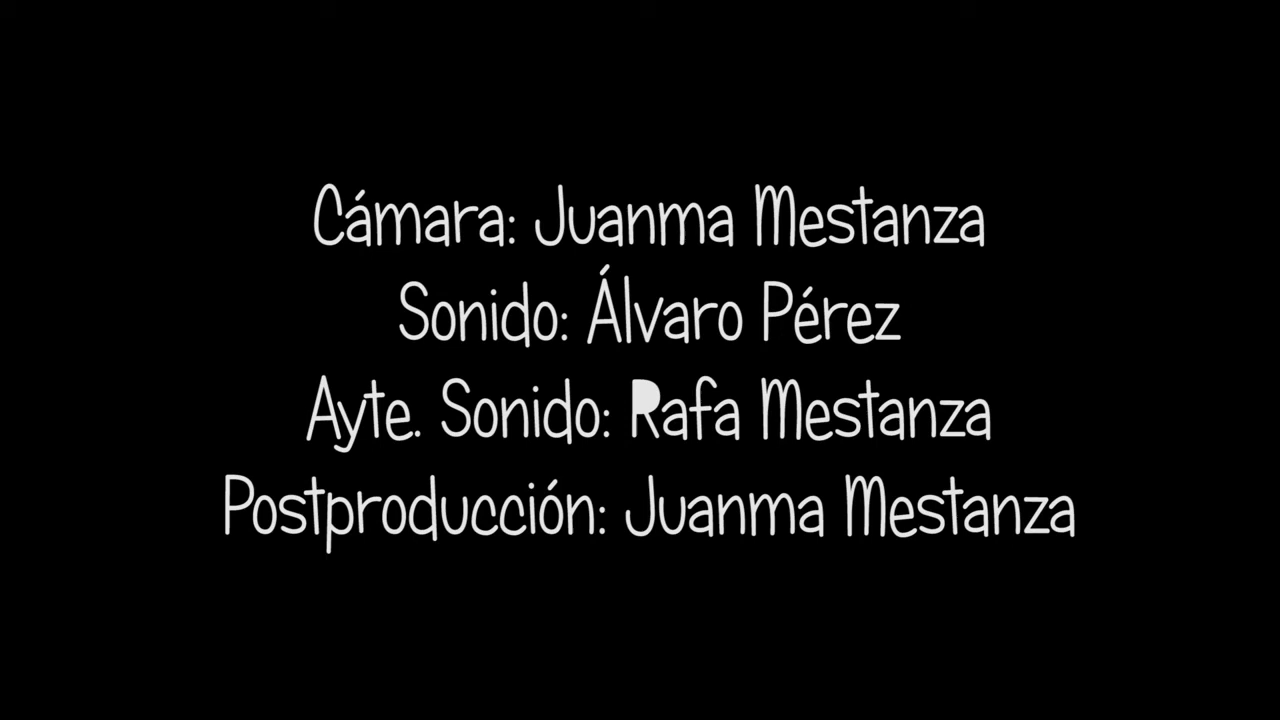 Cámara: Juanma Mestanza
Sonido: Álvaro Pérez
Ayte. Sonido: Rafa Mestanza
Postproducción: Juanma Mestanza